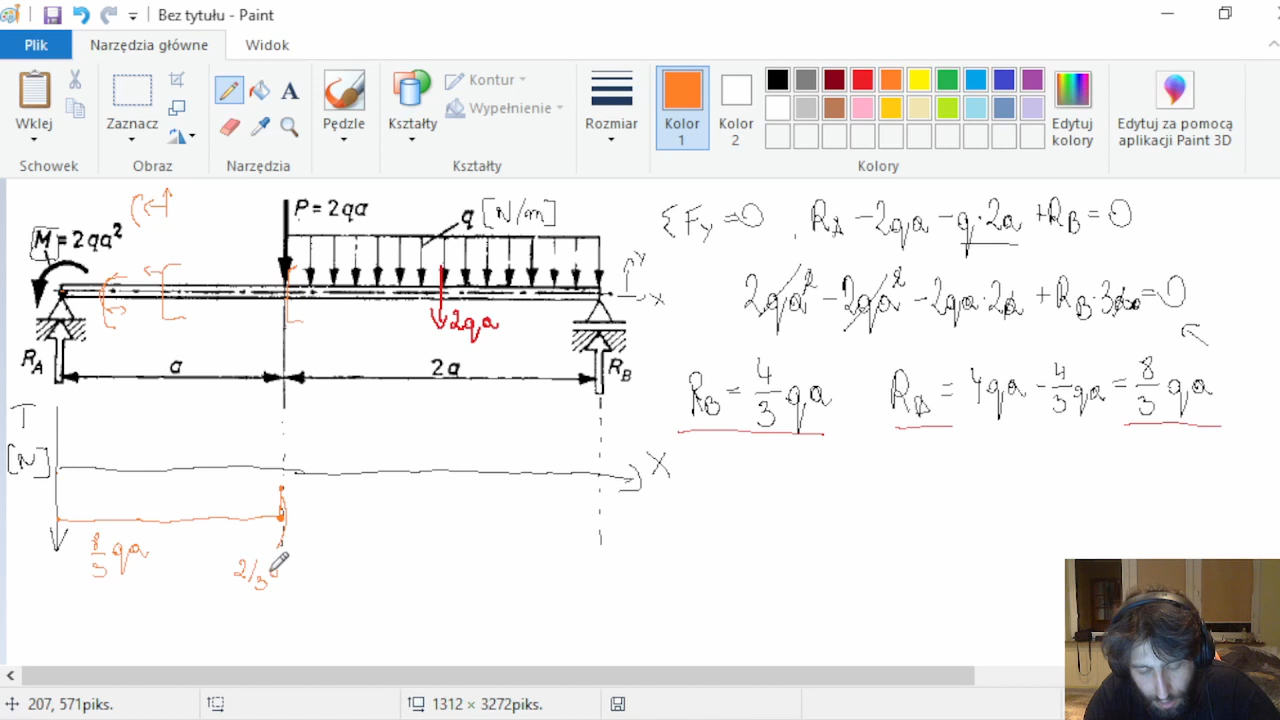 Bez tytułu - Paint
Plik Narzędzia główne Widok
Wklej
Zaznacz
Pędzle
Kształty
Kontur
Wypełnienie
Rozmiar
Kolor 1
Kolor 2
Edytuj kolory
Edytuj za pomocą aplikacji Paint 3D
Schowek Obraz Narzędzia Kształty Kolory
M = 2qa²
P = 2qa
q [N/m]
Y
X
2qa
R_A
a
2a
R_B
ΣF_y = 0 R_A - 2qa - q·2a + R_B = 0
2qa² - 2qa² - 2qa·2a + R_B 3a = 0
R_B = 4/3 qa R_A = 4qa - 4/3 qa = 8/3 qa
T
[N]
X
8/3 qa
2/3
207, 571piks.
1312 × 3272piks.